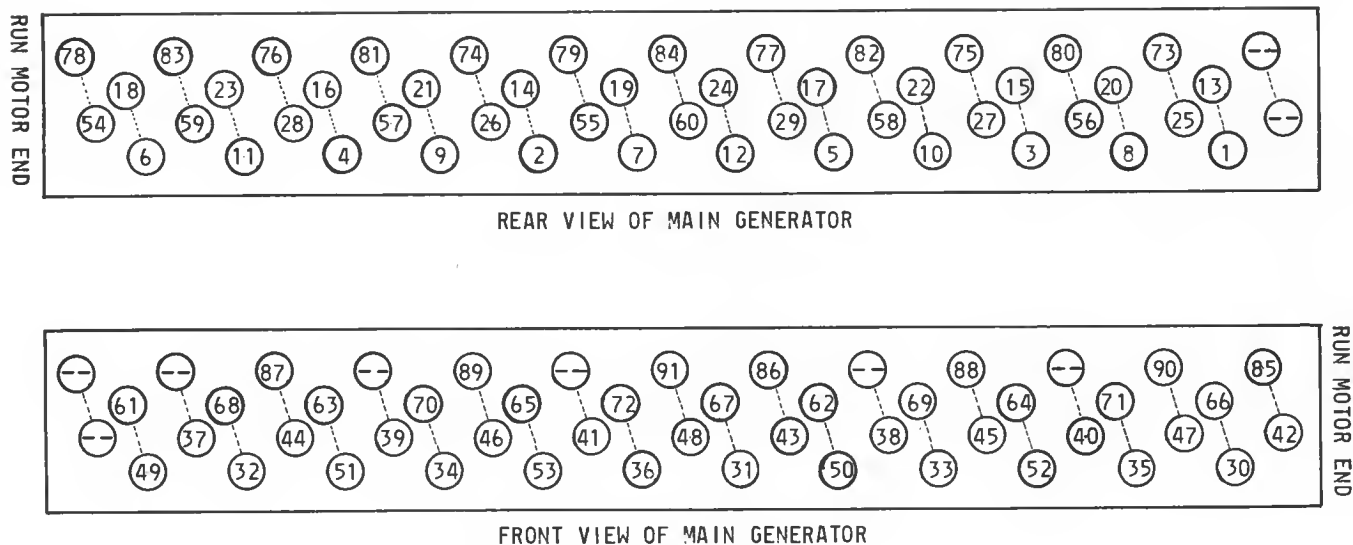 RUN MOTOR END
78 83 76 81 74 79 84 77 82 75 80 73 --
18 23 16 21 14 19 24 17 22 15 20 13
54 59 28 57 26 55 60 29 58 27 56 25 --
6 11 4 9 2 7 12 5 10 3 8 1
REAR VIEW OF MAIN GENERATOR
RUN MOTOR END
-- -- 87 -- 89 -- 91 86 -- 88 -- 90 85
61 68 63 70 65 72 67 62 69 64 71 66
-- 37 44 39 46 41 48 43 38 45 40 47 42
49 32 51 34 53 36 31 50 33 52 35 30
FRONT VIEW OF MAIN GENERATOR